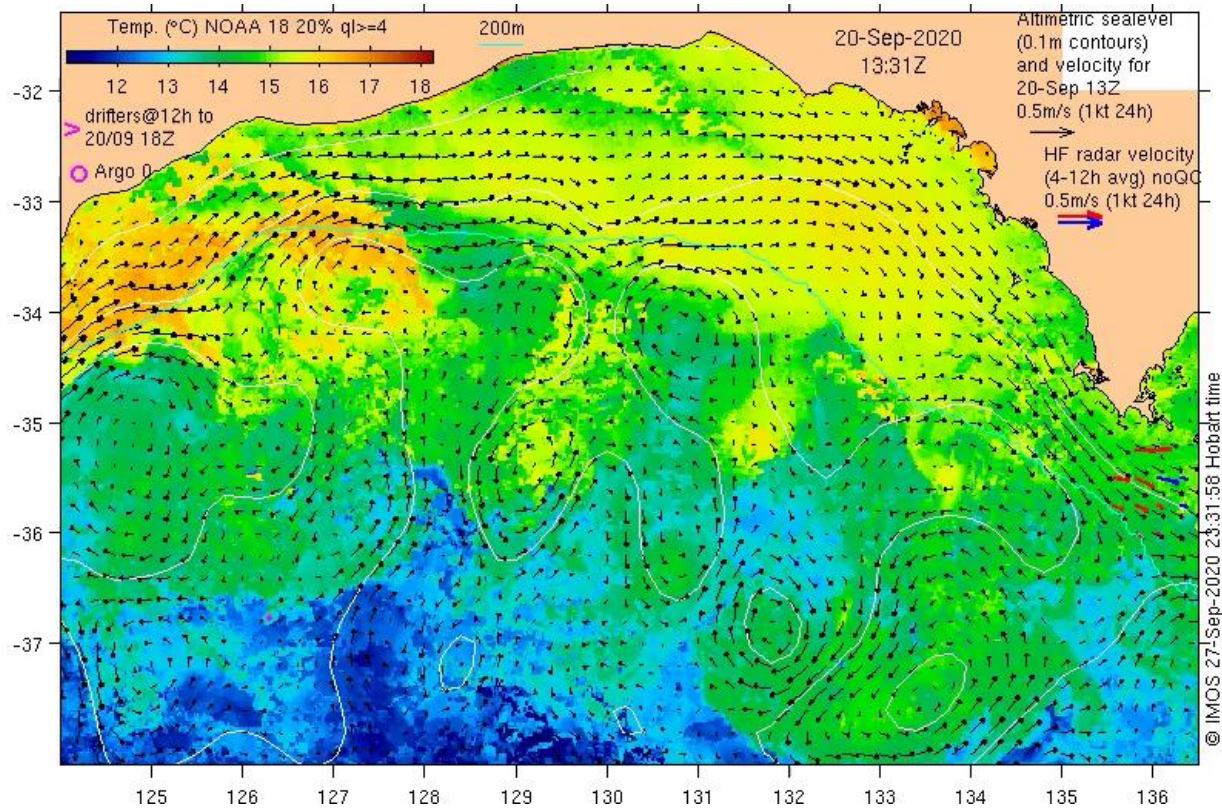 Temp. (°C) NOAA 18 20% ql>=4
12 13 14 15 16 17 18
drifters@12h to
20/09 18Z
Argo 0
200m
20-Sep-2020
13:31Z
Altimetric sealevel
(0.1m contours)
and velocity for
20-Sep 13Z
0.5m/s (1kt 24h)
HF radar velocity
(4-12h avg) noQC
0.5m/s (1kt 24h)
-32
-33
-34
-35
-36
-37
125 126 127 128 129 130 131 132 133 134 135 136
© IMOS 27-Sep-2020 23:31:58 Hobart time